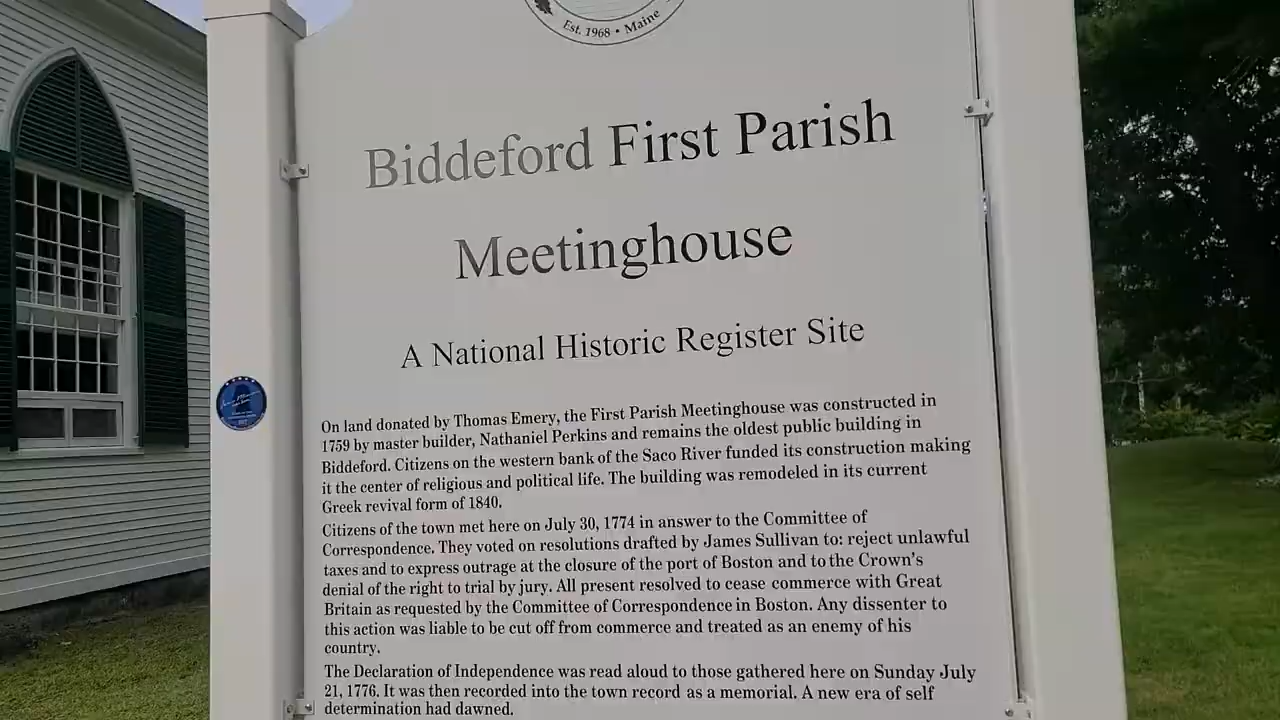 Est. 1968 • Maine
Biddeford First Parish
Meetinghouse
A National Historic Register Site
On land donated by Thomas Emery, the First Parish Meetinghouse was constructed in
1759 by master builder, Nathaniel Perkins and remains the oldest public building in
Biddeford. Citizens on the western bank of the Saco River funded its construction making
it the center of religious and political life. The building was remodeled in its current
Greek revival form of 1840.
Citizens of the town met here on July 30, 1774 in answer to the Committee of
Correspondence. They voted on resolutions drafted by James Sullivan to: reject unlawful
taxes and to express outrage at the closure of the port of Boston and to the Crown's
denial of the right to trial by jury. All present resolved to cease commerce with Great
Britain as requested by the Committee of Correspondence in Boston. Any dissenter to
this action was liable to be cut off from commerce and treated as an enemy of his
country.
The Declaration of Independence was read aloud to those gathered here on Sunday July
21, 1776. It was then recorded into the town record as a memorial. A new era of self
determination had dawned.